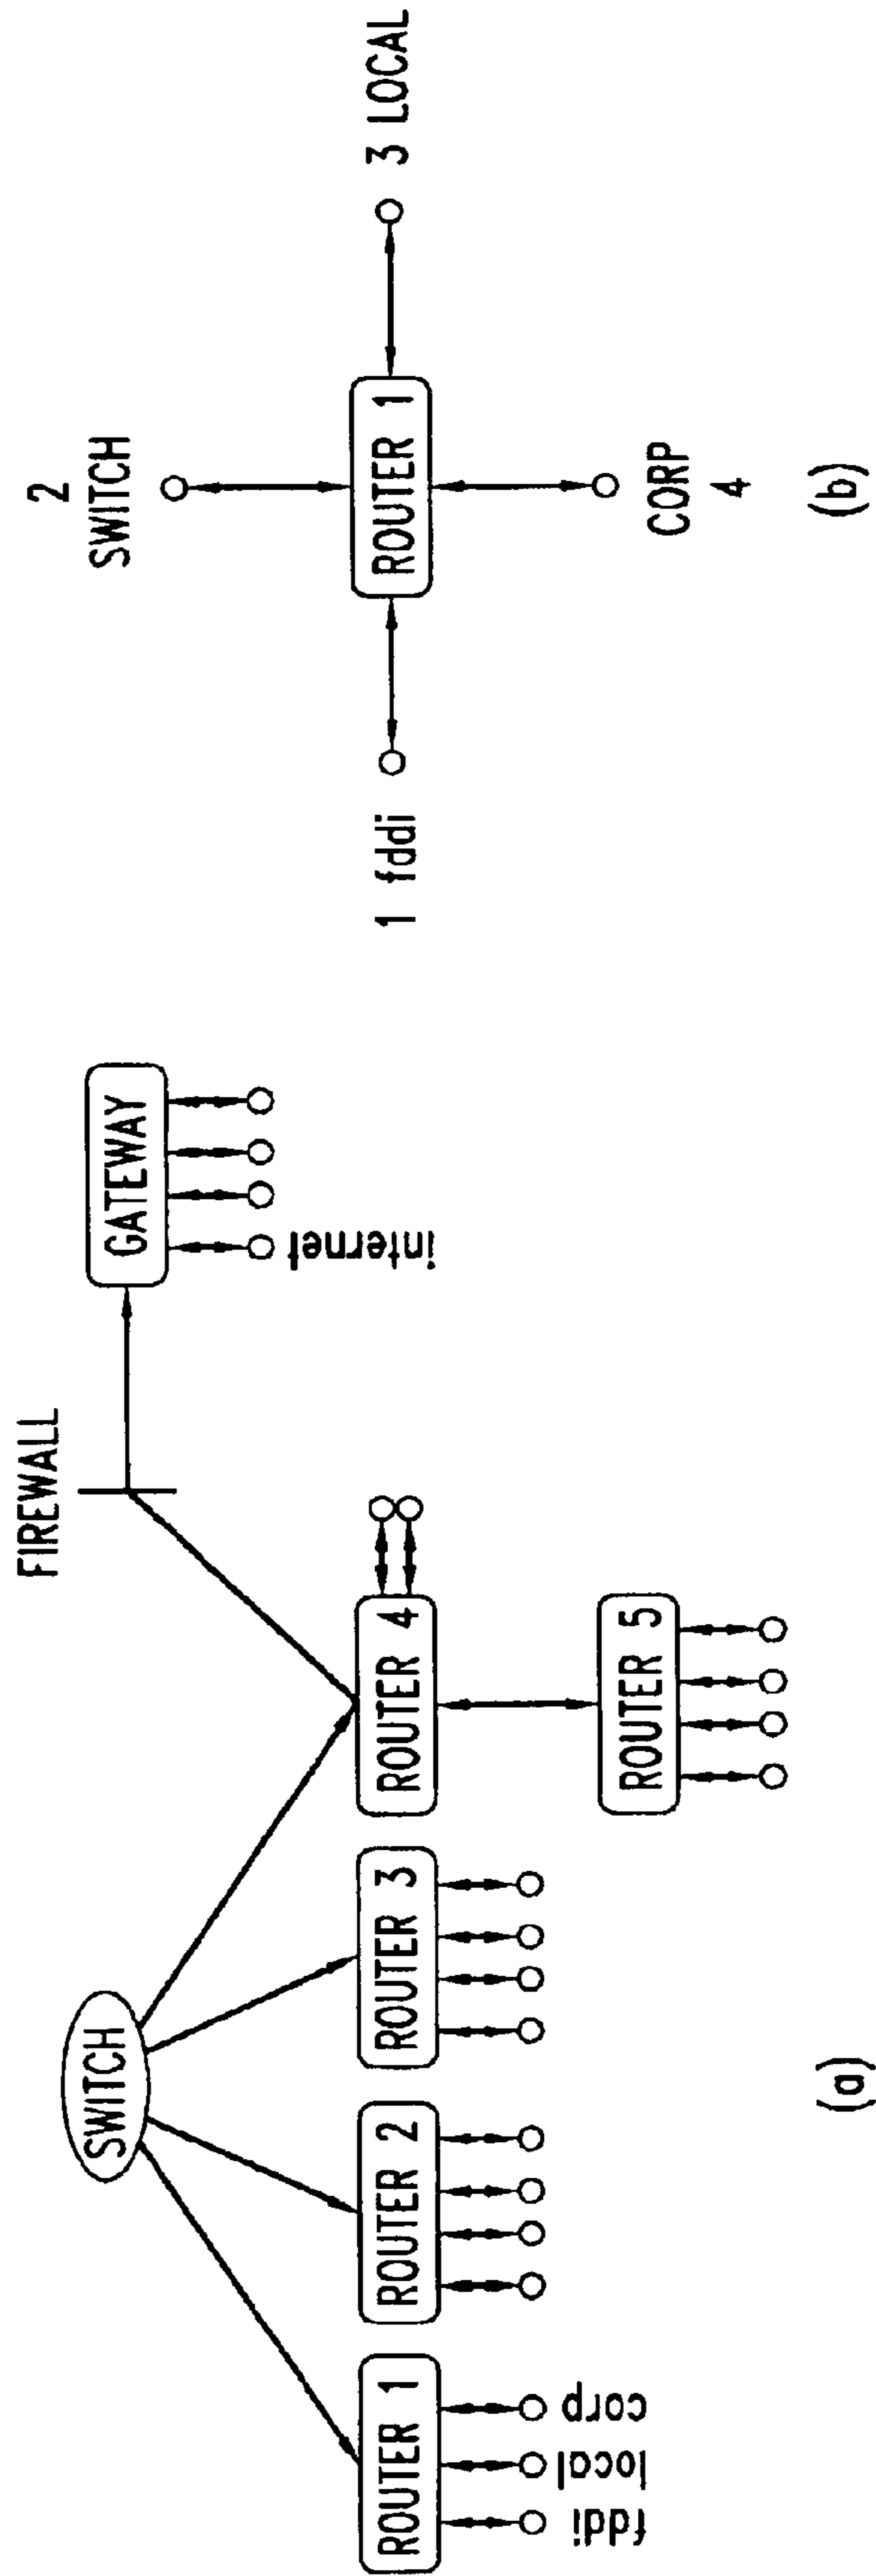 FIREWALL
SWITCH
GATEWAY
internet
ROUTER 1
ROUTER 2
ROUTER 3
ROUTER 4
fddi
local
corp
ROUTER 5
(a)
2
SWITCH
1 fddi
ROUTER 1
3 LOCAL
CORP
4
(b)